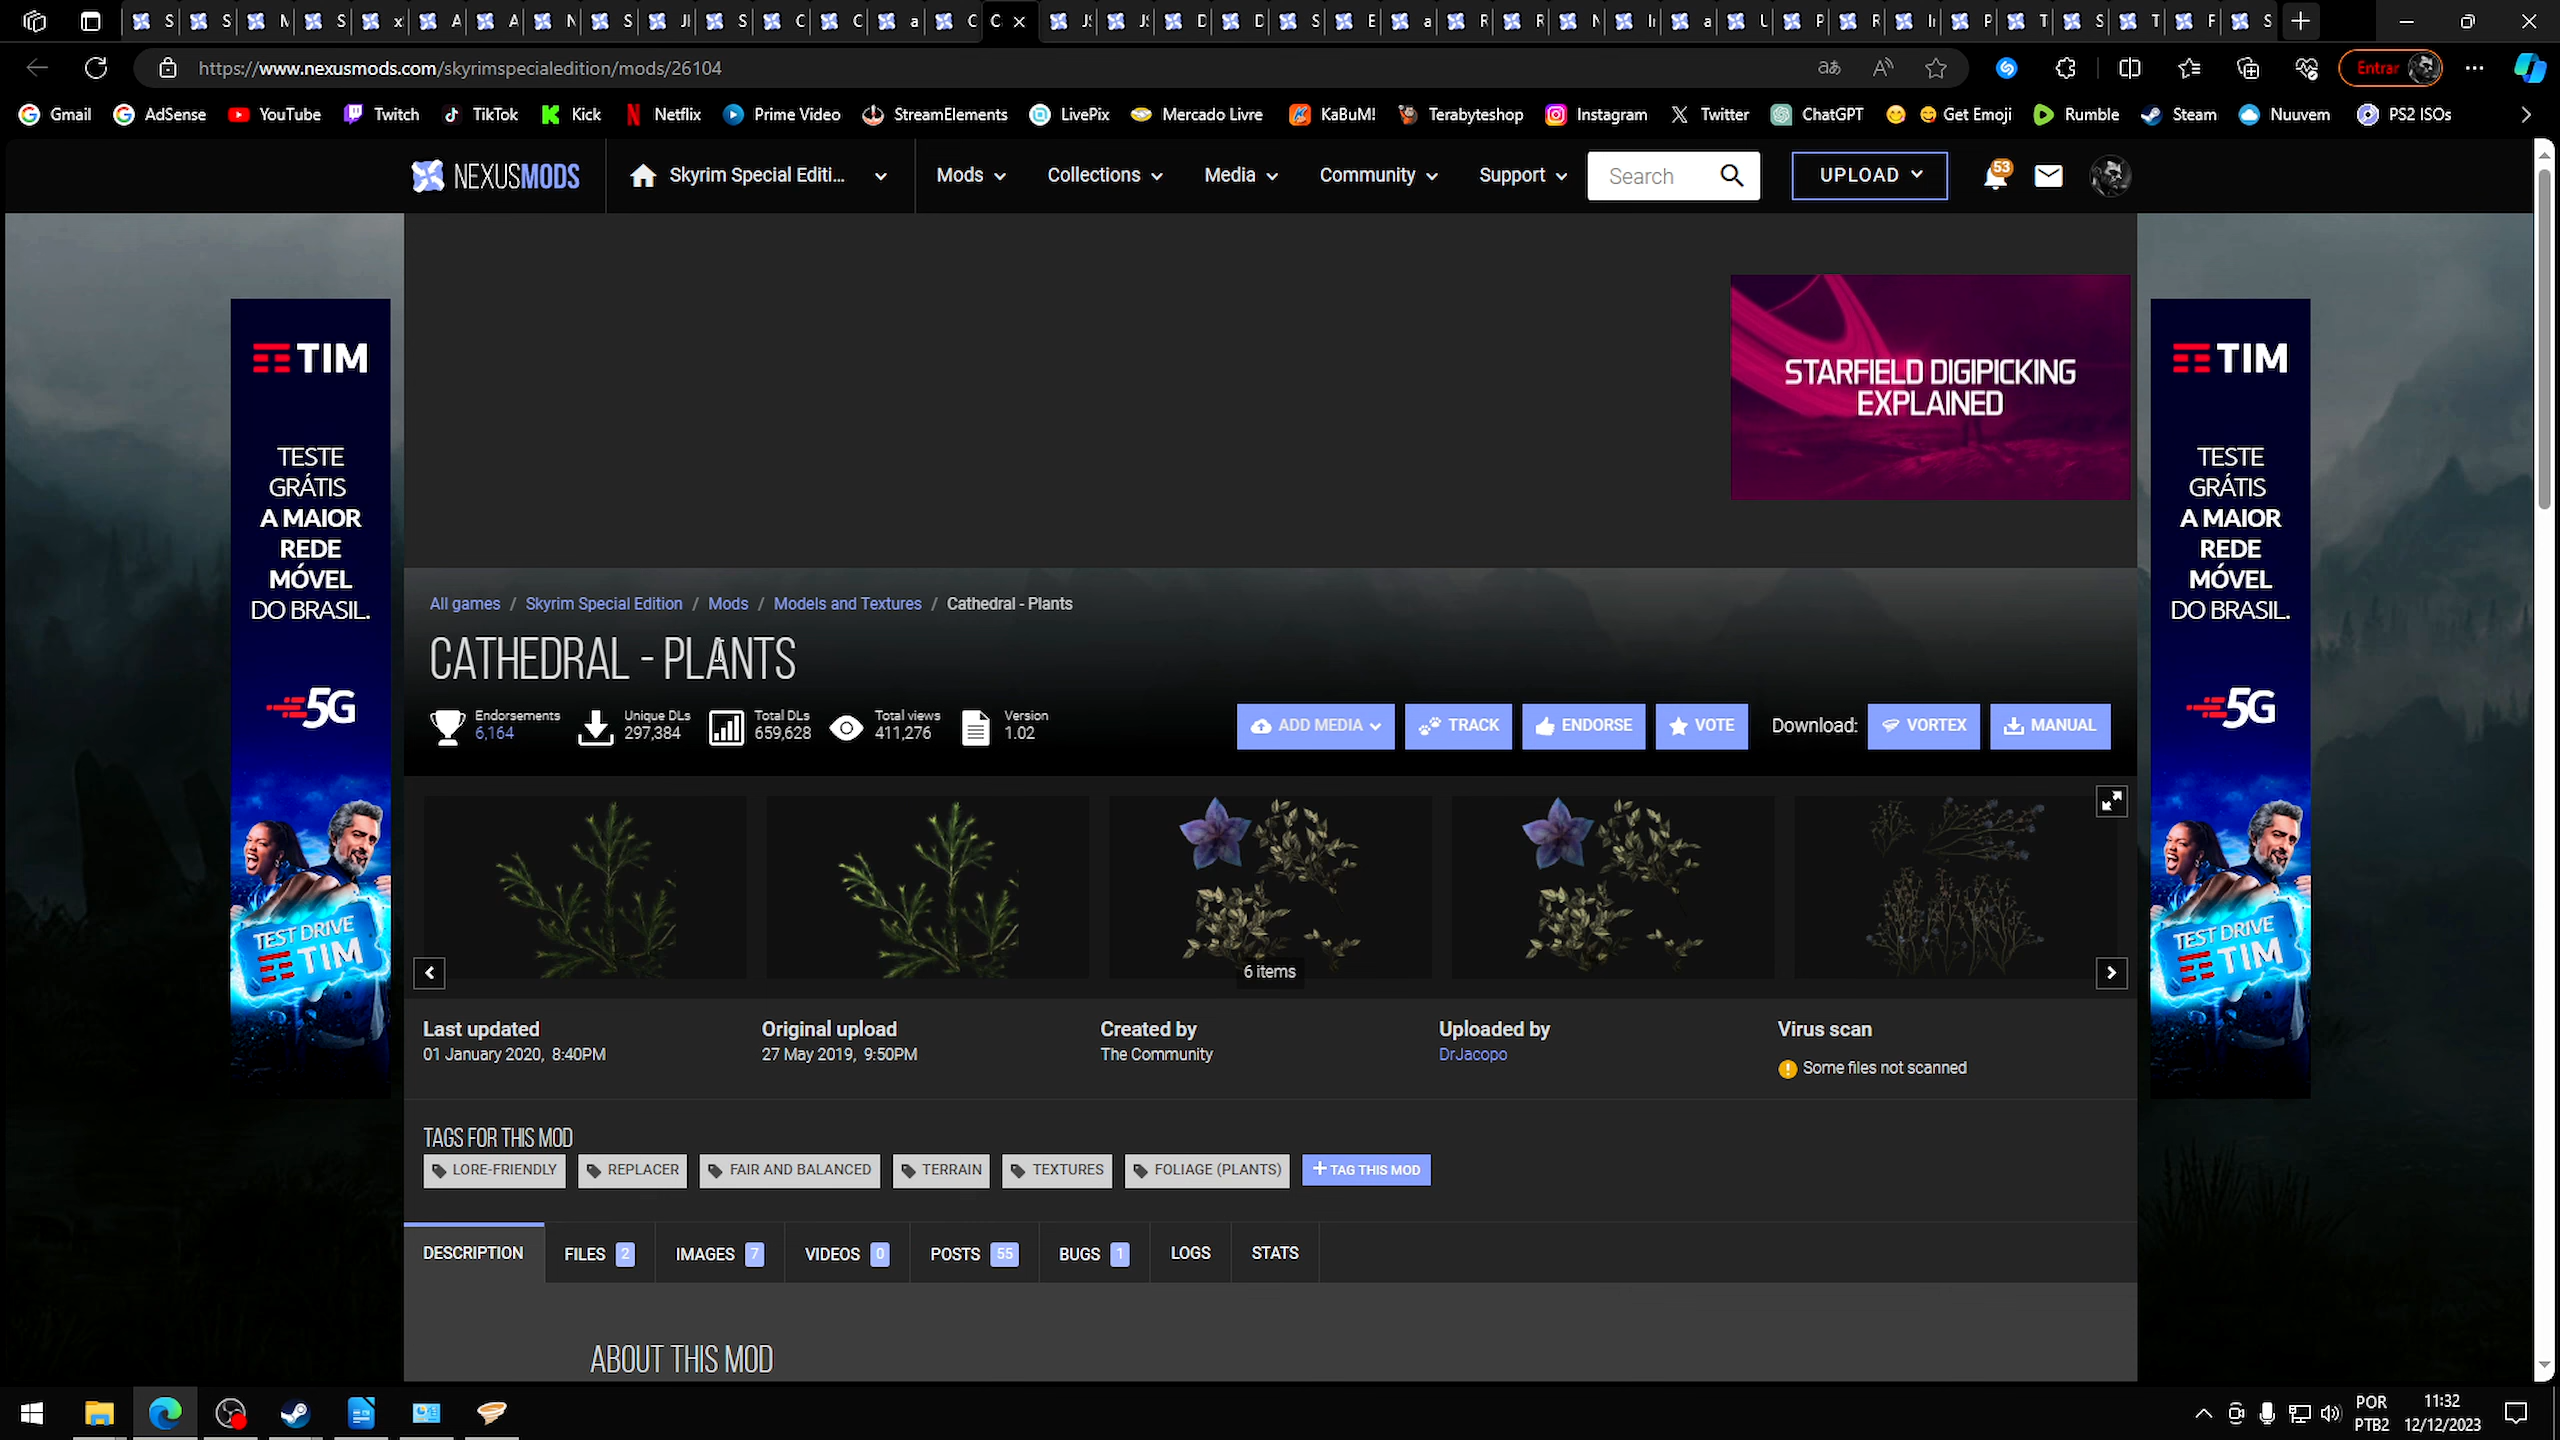 S
S
M
S
x
A
A
N
S
JI
S
C
C
a
C
C
JS
JS
D
D
S
E
a
R
R
N
Ir
a
U
P
R
Ir
P
T
S
T
F
S
https://www.nexusmods.com/skyrimspecialedition/mods/26104
Entrar
Gmail
AdSense
YouTube
Twitch
TikTok
Kick
Netflix
Prime Video
StreamElements
LivePix
Mercado Livre
KaBuM!
Terabyteshop
Instagram
Twitter
ChatGPT
Get Emoji
Rumble
Steam
Nuuvem
PS2 ISOs
NEXUSMODS
Skyrim Special Editi...
Mods
Collections
Media
Community
Support
Search
UPLOAD
53
TIM
TESTE
GRÁTIS
A MAIOR
REDE
MÓVEL
DO BRASIL.
5G
TEST DRIVE
TIM
STARFIELD DIGIPICKING
EXPLAINED
TIM
TESTE
GRÁTIS
A MAIOR
REDE
MÓVEL
DO BRASIL.
5G
TEST DRIVE
TIM
All games / Skyrim Special Edition / Mods / Models and Textures / Cathedral - Plants
CATHEDRAL - PLANTS
Endorsements
6,164
Unique DLs
297,384
Total DLs
659,628
Total views
411,276
Version
1.02
ADD MEDIA
TRACK
ENDORSE
VOTE
Download:
VORTEX
MANUAL
6 items
Last updated
01 January 2020, 8:40PM
Original upload
27 May 2019, 9:50PM
Created by
The Community
Uploaded by
DrJacopo
Virus scan
Some files not scanned
TAGS FOR THIS MOD
LORE-FRIENDLY
REPLACER
FAIR AND BALANCED
TERRAIN
TEXTURES
FOLIAGE (PLANTS)
+ TAG THIS MOD
DESCRIPTION
FILES 2
IMAGES 7
VIDEOS 0
POSTS 55
BUGS 1
LOGS
STATS
ABOUT THIS MOD
POR
PTB2
11:32
12/12/2023